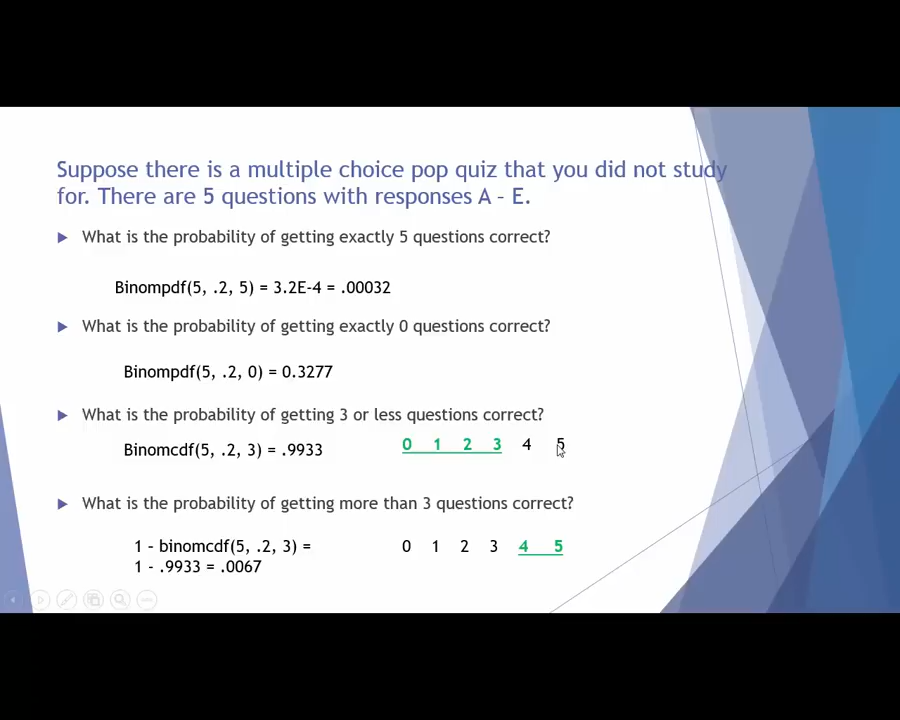 Suppose there is a multiple choice pop quiz that you did not study
for. There are 5 questions with responses A – E.
What is the probability of getting exactly 5 questions correct?
Binompdf(5, .2, 5) = 3.2E-4 = .00032
What is the probability of getting exactly 0 questions correct?
Binompdf(5, .2, 0) = 0.3277
What is the probability of getting 3 or less questions correct?
Binomcdf(5, .2, 3) = .9933 0 1 2 3 4 5
What is the probability of getting more than 3 questions correct?
1 – binomcdf(5, .2, 3) = 0 1 2 3 4 5
1 - .9933 = .0067